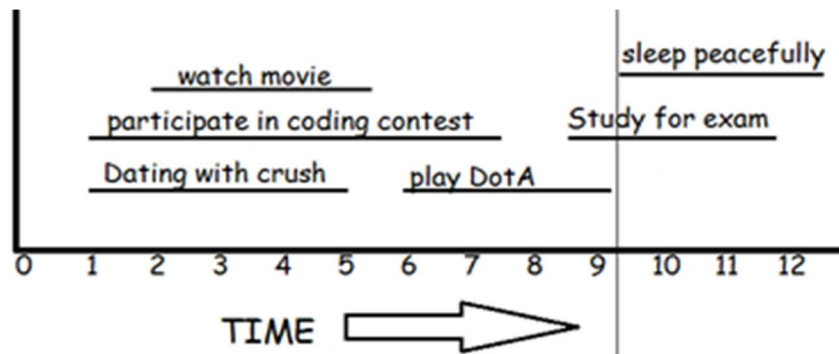 sleep peacefully
watch movie
participate in coding contest
Study for exam
Dating with crush
play DotA
0 1 2 3 4 5 6 7 8 9 10 11 12
TIME